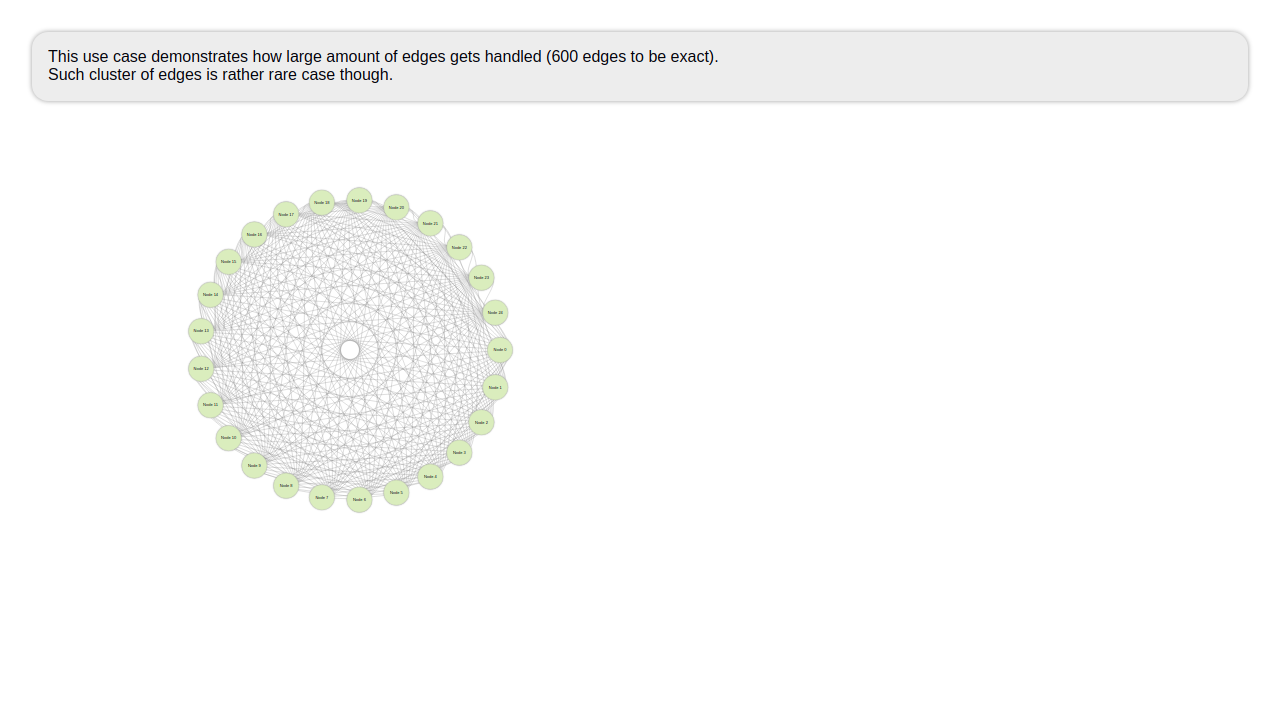 This use case demonstrates how large amount of edges gets handled (600 edges to be exact).
Such cluster of edges is rather rare case though.
Node 19
Node 18
Node 20
Node 17
Node 21
Node 16
Node 22
Node 15
Node 23
Node 14
Node 24
Node 13
Node 0
Node 12
Node 1
Node 11
Node 2
Node 10
Node 3
Node 9
Node 4
Node 8
Node 5
Node 7
Node 6